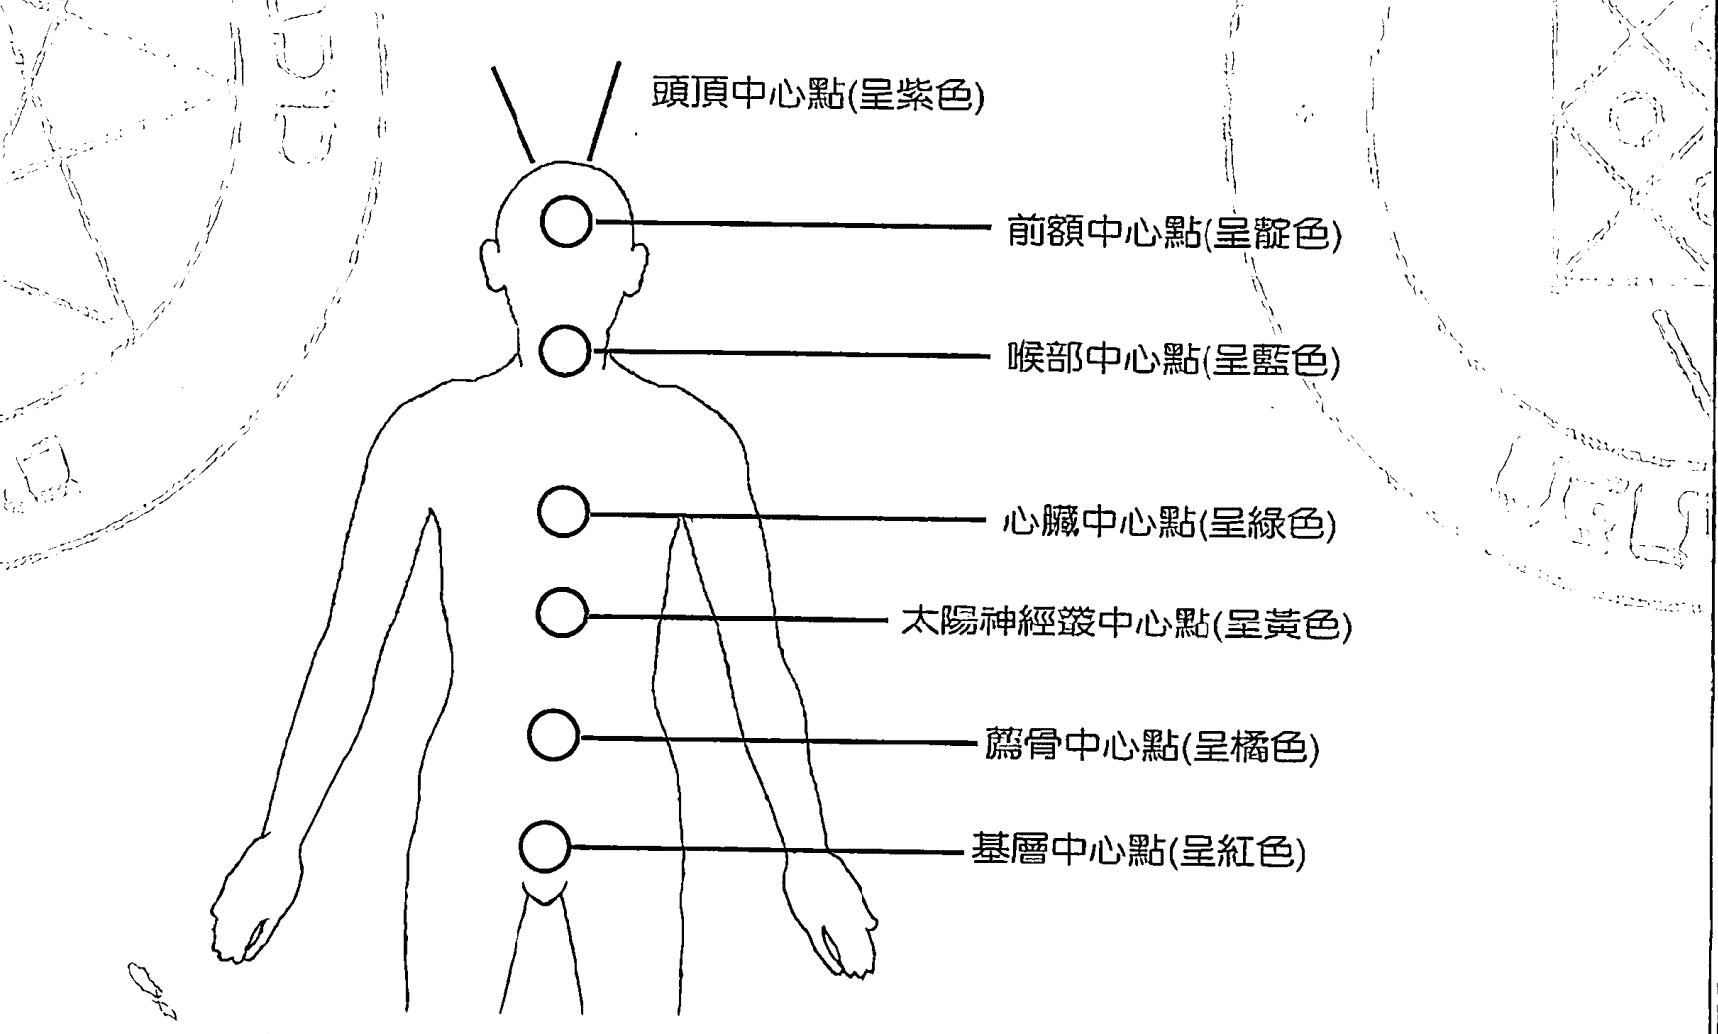 頭頂中心點(呈紫色)
前額中心點(呈靛色)
喉部中心點(呈藍色)
心臟中心點(呈綠色)
太陽神經叢中心點(呈黃色)
薦骨中心點(呈橘色)
基層中心點(呈紅色)